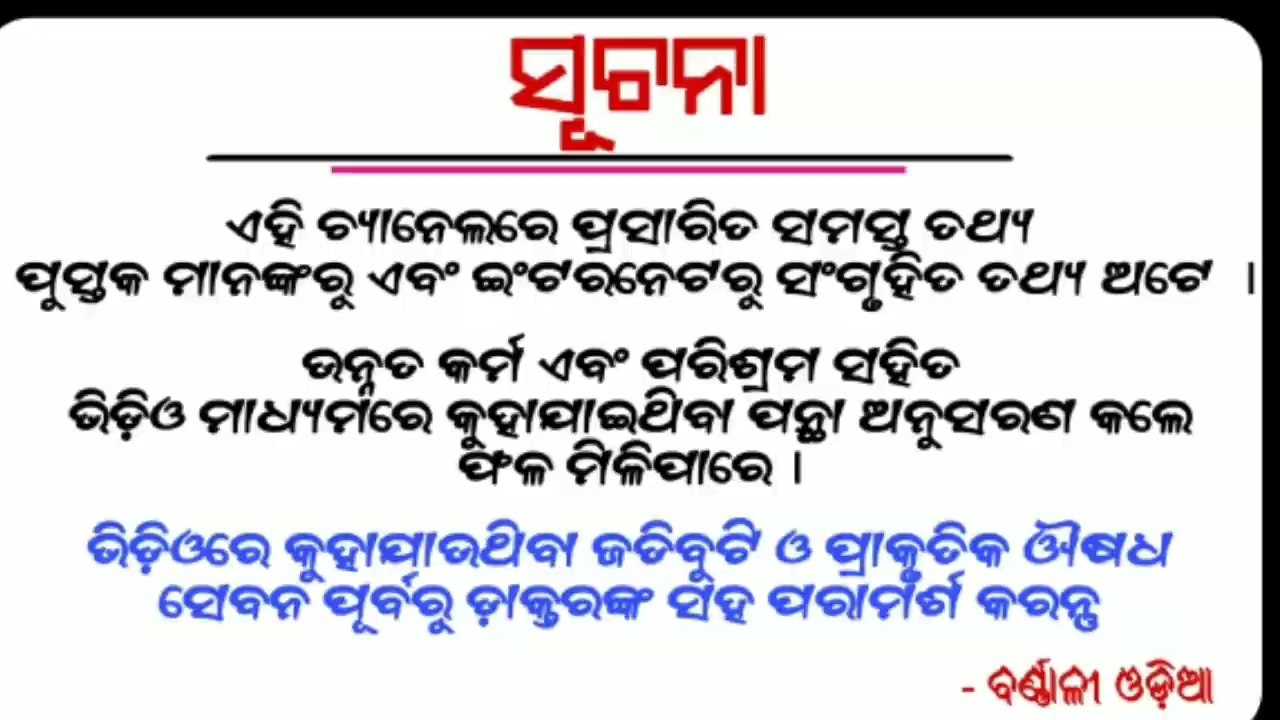 ସୂଚନା
ଏହି ଚ୍ୟାନେଲରେ ପ୍ରସାରିତ ସମସ୍ତ ତଥ୍ୟ
ପୁସ୍ତକ ମାନଙ୍କରୁ ଏବଂ ଇଂଟରନେଟରୁ ସଂଗୃହିତ ତଥ୍ୟ ଅଟେ ।
ଉନ୍ନତ କର୍ମ ଏବଂ ପରିଶ୍ରମ ସହିତ
ଭିଡ଼ିଓ ମାଧ୍ୟମରେ କୁହାଯାଇଥିବା ପନ୍ଥା ଅନୁସରଣ କଲେ
ଫଳ ମିଳିପାରେ ।
ଭିଡ଼ିଓରେ କୁହାଯାଉଥିବା ଜଡିବୁଟି ଓ ପ୍ରାକୃତିକ ଔଷଧ
ସେବନ ପୂର୍ବରୁ ଡ଼ାକ୍ତରଙ୍କ ସହ ପରାମର୍ଶ କରନ୍ତୁ
- ବର୍ଣ୍ଣାଳୀ ଓଡ଼ିଆ